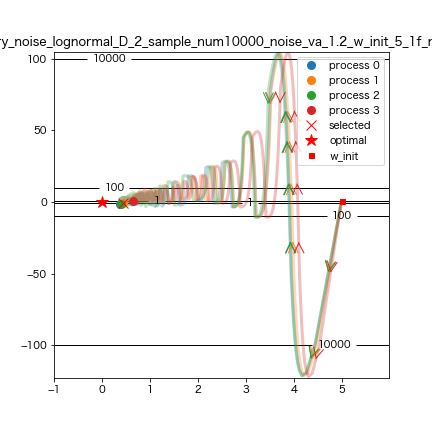 ry_noise_lognormal_D_2_sample_num10000_noise_va_1.2_w_init_5_1f_r
100
50
0
−50
−100
−1
0
1
2
3
4
5
10000
100
1
1
100
10000
process 0
process 1
process 2
process 3
selected
optimal
w_init